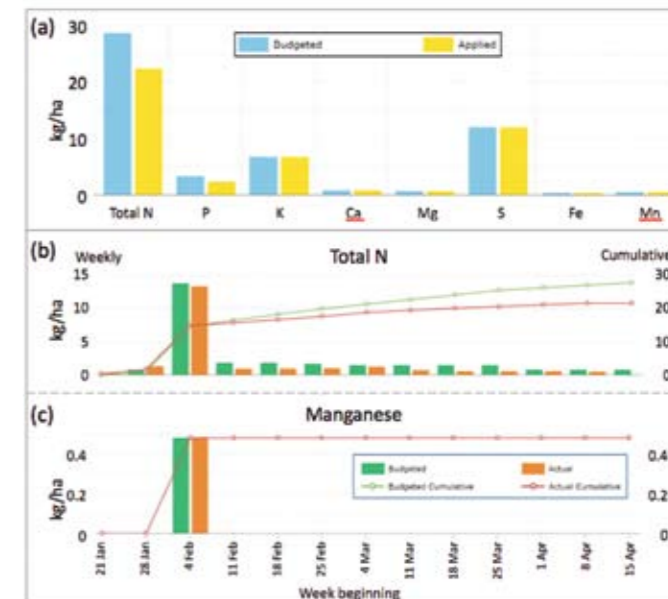 (a)
30
20
10
0
kg/ha
Budgeted Applied
Total N P K Ca Mg S Fe Mn
(b)
Weekly Total N Cumulative
15
10
5
0
kg/ha
30
20
10
0
(c)
Manganese
0.4
0.2
0
kg/ha
0.4
0.2
0
Budgeted Actual
Budgeted Cumulative Actual Cumulative
21 Jan 28 Jan 4 Feb 11 Feb 18 Feb 25 Feb 4 Mar 11 Mar 18 Mar 25 Mar 1 Apr 8 Apr 15 Apr
Week beginning